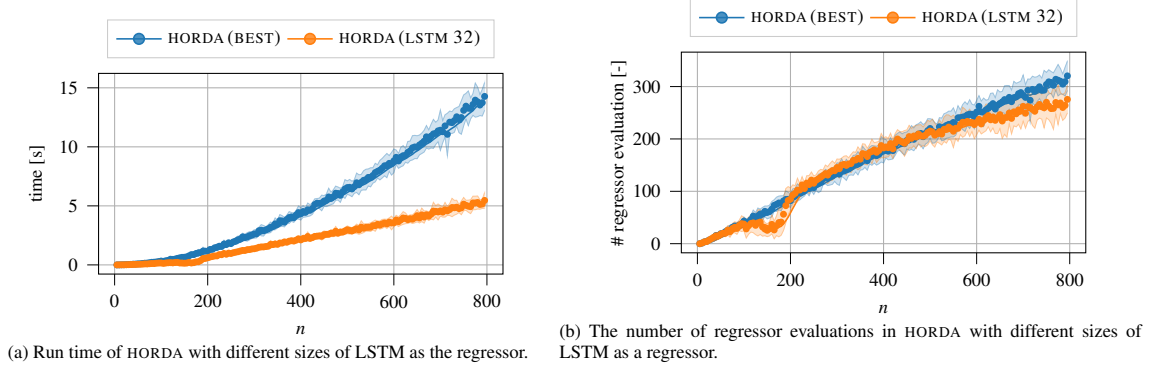 HORDA (BEST) HORDA (LSTM 32)
15
10
5
0
time [s]
0 200 400 600 800
n
(a) Run time of HORDA with different sizes of LSTM as the regressor.
HORDA (BEST) HORDA (LSTM 32)
300
200
100
0
# regressor evaluation [-]
0 200 400 600 800
n
(b) The number of regressor evaluations in HORDA with different sizes of
LSTM as a regressor.